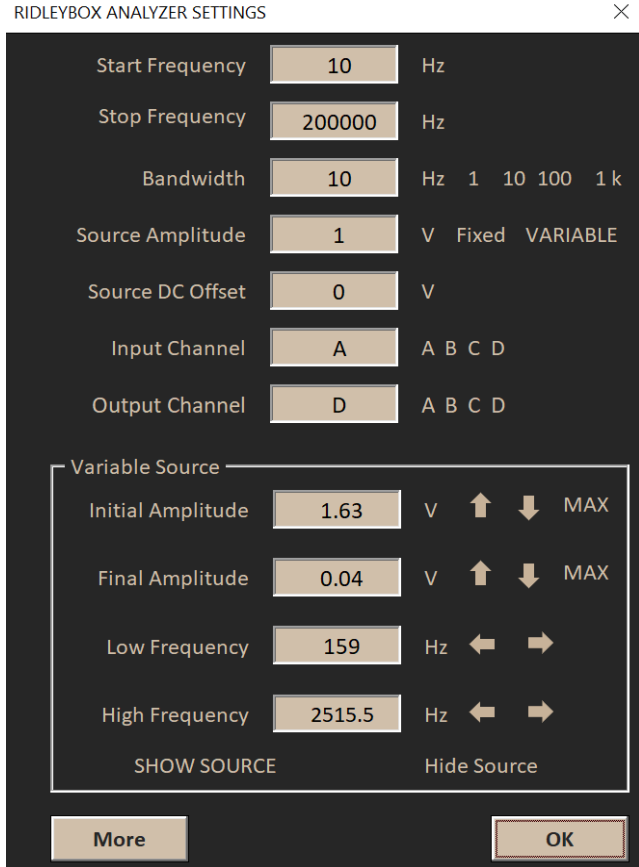 RIDLEYBOX ANALYZER SETTINGS
Start Frequency 10 Hz
Stop Frequency 200000 Hz
Bandwidth 10 Hz 1 10 100 1 k
Source Amplitude 1 V Fixed VARIABLE
Source DC Offset 0 V
Input Channel A A B C D
Output Channel D A B C D
Variable Source
Initial Amplitude 1.63 V MAX
Final Amplitude 0.04 V MAX
Low Frequency 159 Hz
High Frequency 2515.5 Hz
SHOW SOURCE Hide Source
More OK